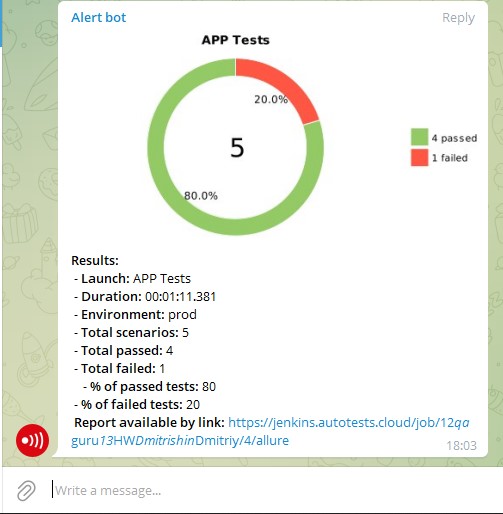 Alert bot Reply
APP Tests
20.0%
5
4 passed
1 failed
80.0%
Results:
- Launch: APP Tests
- Duration: 00:01:11.381
- Environment: prod
- Total scenarios: 5
- Total passed: 4
- Total failed: 1
- % of passed tests: 80
- % of failed tests: 20
Report available by link: https://jenkins.autotests.cloud/job/12qa
guru13HWDmitrishinDmitriy/4/allure
18:03
Write a message...